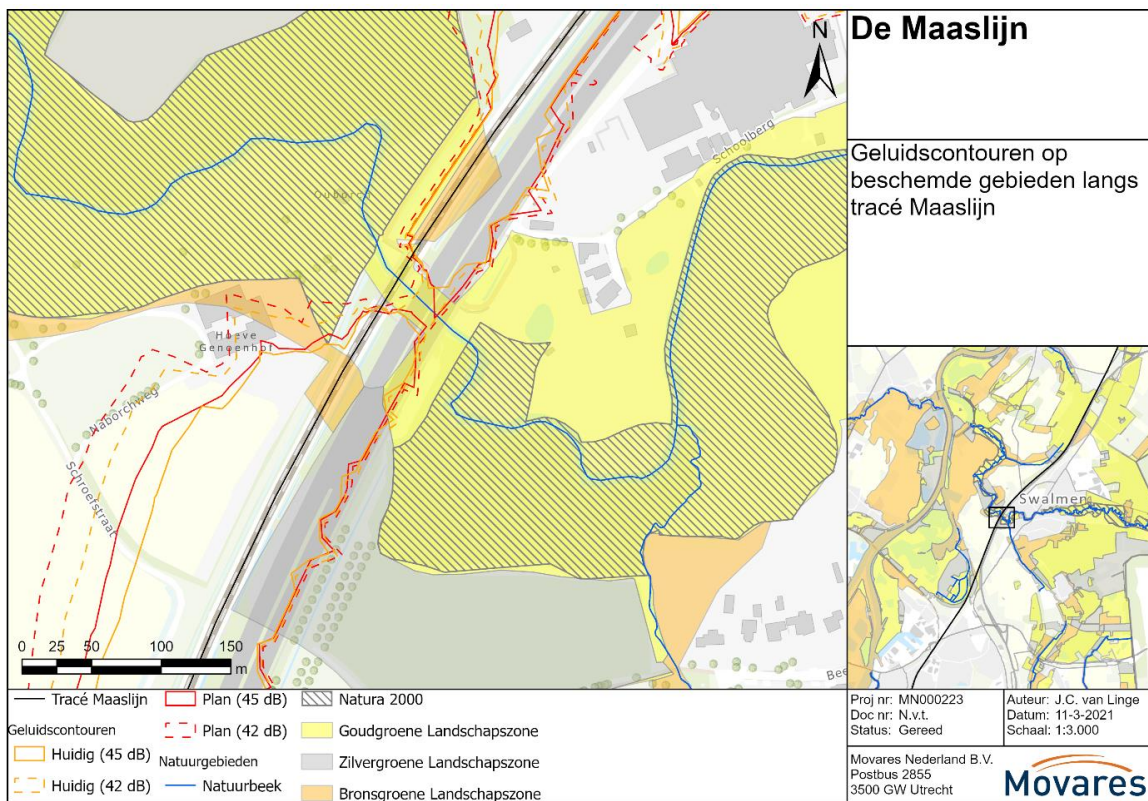 De Maaslijn
Geluidscontouren op
beschemde gebieden langs
tracé Maaslijn
N
Schoolberg
Ouborg
Hoeve
Genoenhof
Naborchweg
Schroefstraat
Swalmen
0 25 50 100 150
m
Bee
Tracé Maaslijn
Geluidscontouren
Huidig (45 dB)
Huidig (42 dB)
Plan (45 dB)
Plan (42 dB)
Natuurgebieden
Natuurbeek
Natura 2000
Goudgroene Landschapszone
Zilvergroene Landschapszone
Bronsgroene Landschapszone
Proj nr: MN000223
Doc nr: N.v.t.
Status: Gereed
Auteur: J.C. van Linge
Datum: 11-3-2021
Schaal: 1:3.000
Movares Nederland B.V.
Postbus 2855
3500 GW Utrecht
Movares